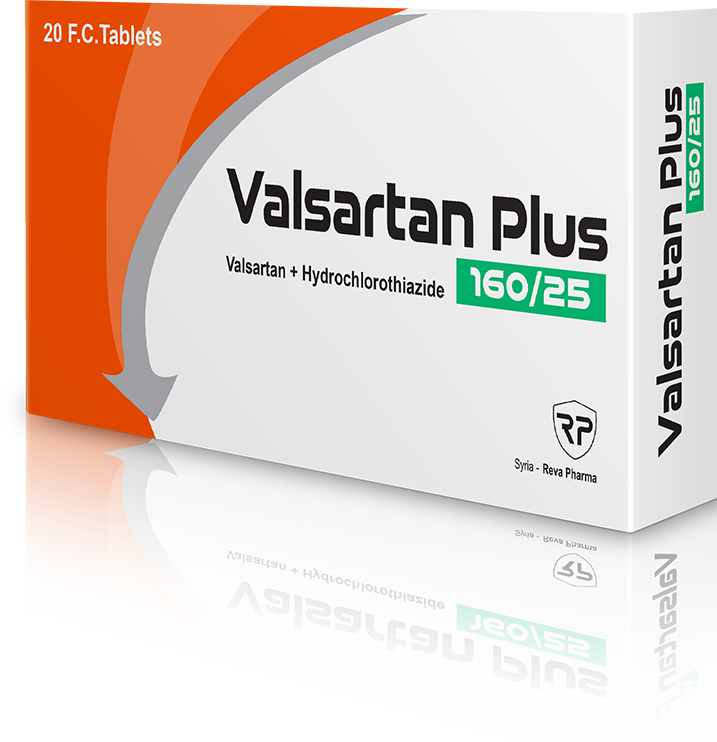 20 F.C.Tablets
Valsartan Plus
Valsartan + Hydrochlorothiazide 160/25
RP
Syria - Reva Pharma
Valsartan Plus
160/25